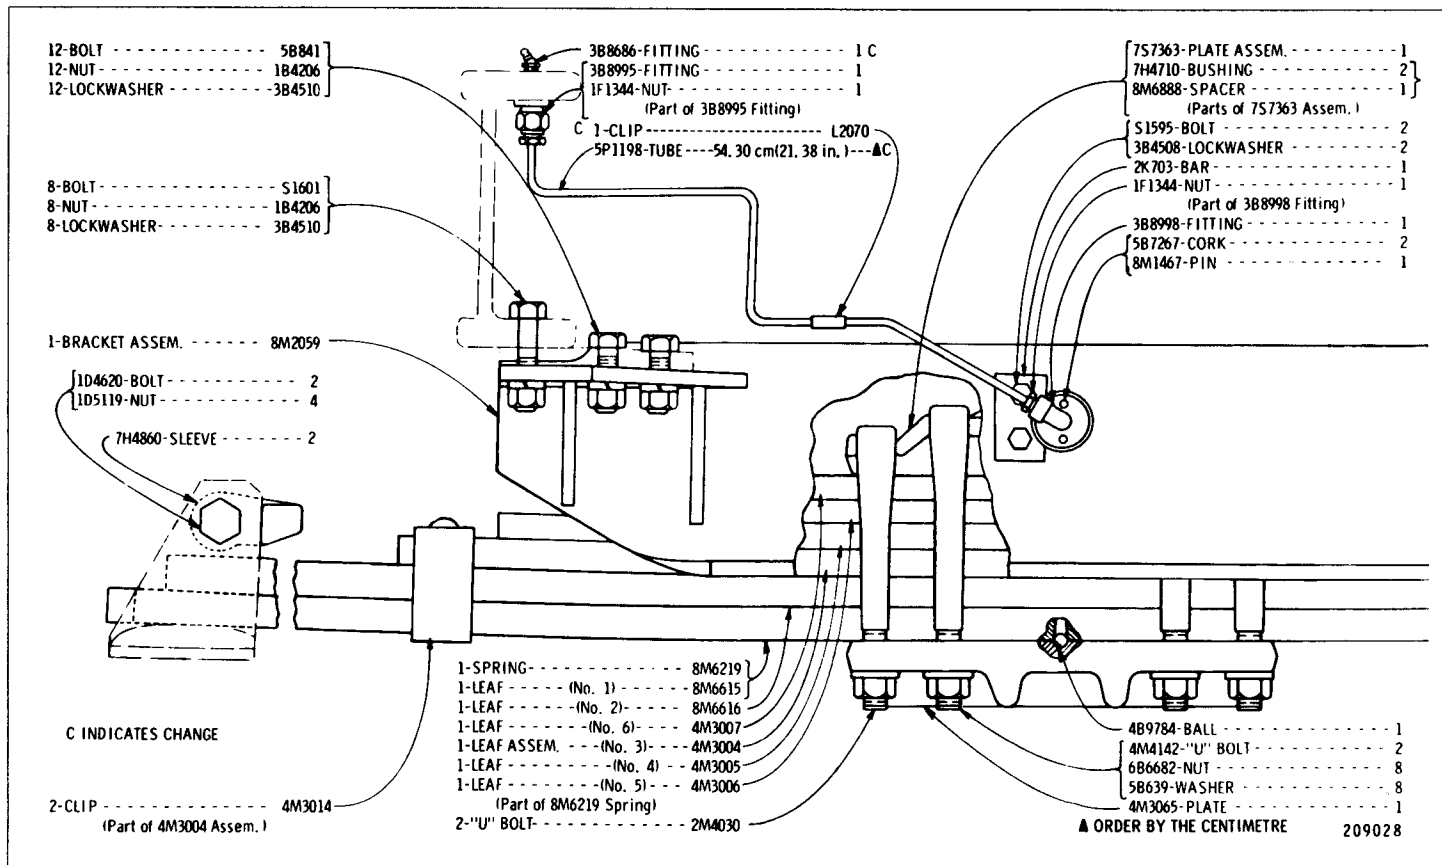 12-BOLT - - - - - - - - - - - - 5B841
12-NUT - - - - - - - - - - - - 1B4206
12-LOCKWASHER - - - - - - - -3B4510
8-BOLT - - - - - - - - - - - - S1601
8-NUT - - - - - - - - - - - - - 1B4206
8-LOCKWASHER - - - - - - - - 3B4510
1-BRACKET ASSEM. - - - - - - 8M2059
1D4620-BOLT - - - - - - - - - - 2
1D5119-NUT - - - - - - - - - - - 4
7H4860-SLEEVE - - - - - - - 2
3B8686-FITTING - - - - - - - - - - 1 C
3B8995-FITTING - - - - - - - - - - 1
1F1344-NUT - - - - - - - - - - - - 1
(Part of 3B8995 Fitting)
C 1-CLIP - - - - - - - - - - - - L2070
5P1198-TUBE----54.30 cm(21.38 in.)---▲C
7S7363-PLATE ASSEM. - - - - - - - - 1
7H4710-BUSHING - - - - - - - - - - 2
8M6888-SPACER - - - - - - - - - - - 1
(Parts of 7S7363 Assem.)
S1595-BOLT - - - - - - - - - - - - 2
3B4508-LOCKWASHER - - - - - - - - 2
2K703-BAR - - - - - - - - - - - - - 1
1F1344-NUT - - - - - - - - - - - - 1
(Part of 3B8998 Fitting)
3B8998-FITTING - - - - - - - - - - 1
5B7267-CORK - - - - - - - - - - - - 2
8M1467-PIN - - - - - - - - - - - - 1
1-SPRING- - - - - - - - - - - - 8M6219
1-LEAF - - - - - -(No. 1)- - - - - 8M6615
1-LEAF - - - - - -(No. 2)- - - - - 8M6616
1-LEAF - - - - - - - -(No. 6)- - - 4M3007
1-LEAF ASSEM. - - -(No. 3)- - - 4M3004
1-LEAF - - - - - - - - -(No. 4)- - 4M3005
1-LEAF - - - - - - - -(No. 5)- - - 4M3006
(Part of 8M6219 Spring)
2-"U" BOLT- - - - - - - - - - - 2M4030
C INDICATES CHANGE
2-CLIP - - - - - - - - - - - - 4M3014
(Part of 4M3004 Assem.)
4B9784-BALL - - - - - - - - - - - - 1
4M4142-"U" BOLT - - - - - - - - - - 2
6B6682-NUT - - - - - - - - - - - - 8
5B639-WASHER - - - - - - - - - - - 8
4M3065-PLATE - - - - - - - - - - - 1
▲ ORDER BY THE CENTIMETRE
209028